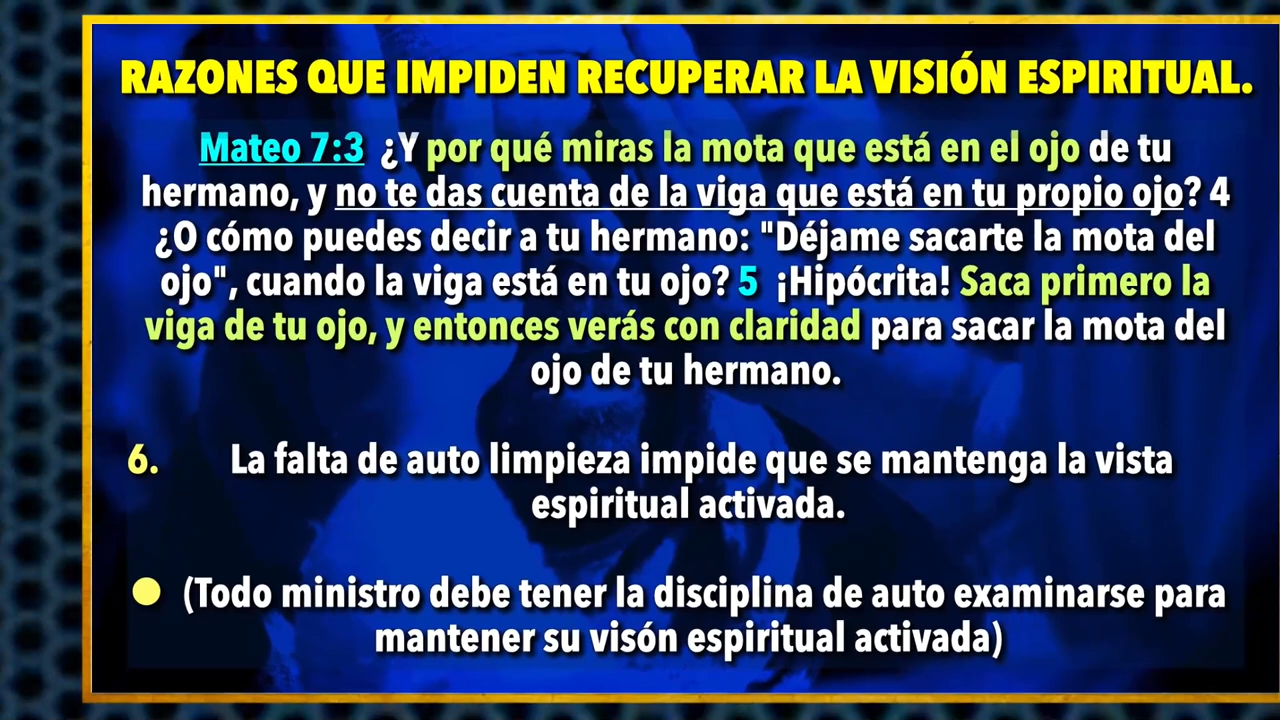 RAZONES QUE IMPIDEN RECUPERAR LA VISIÓN ESPIRITUAL.
Mateo 7:3 ¿Y por qué miras la mota que está en el ojo de tu
hermano, y no te das cuenta de la viga que está en tu propio ojo? 4
¿O cómo puedes decir a tu hermano: "Déjame sacarte la mota del
ojo", cuando la viga está en tu ojo? 5 ¡Hipócrita! Saca primero la
viga de tu ojo, y entonces verás con claridad para sacar la mota del
ojo de tu hermano.
6. La falta de auto limpieza impide que se mantenga la vista
espiritual activada.
● (Todo ministro debe tener la disciplina de auto examinarse para
mantener su visón espiritual activada)